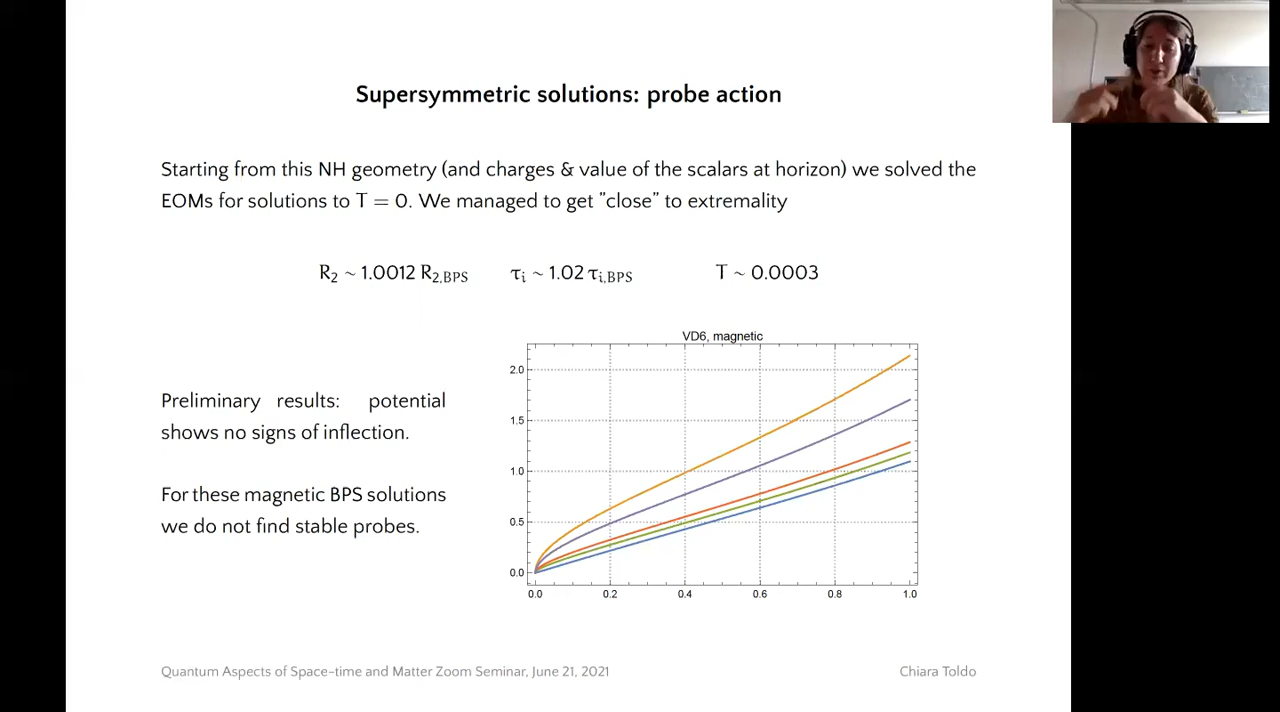 Supersymmetric solutions: probe action
Starting from this NH geometry (and charges & value of the scalars at horizon) we solved the
EOMs for solutions to T = 0. We managed to get "close" to extremality
R₂ ~ 1.0012 R₂,BPS τᵢ ~ 1.02 τᵢ,BPS T ~ 0.0003
VD6, magnetic
2.0
1.5
1.0
0.5
0.0
0.0 0.2 0.4 0.6 0.8 1.0
Preliminary results: potential
shows no signs of inflection.
For these magnetic BPS solutions
we do not find stable probes.
Quantum Aspects of Space-time and Matter Zoom Seminar, June 21, 2021
Chiara Toldo